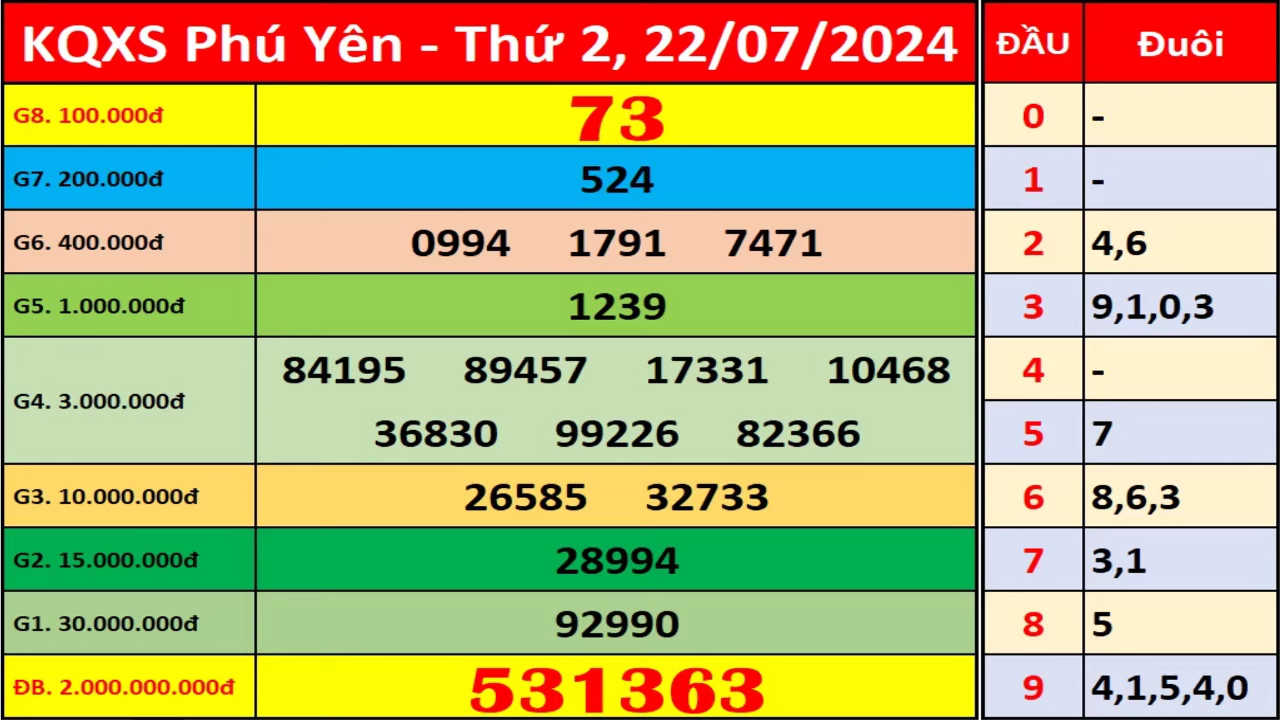 KQXS Phú Yên - Thứ 2, 22/07/2024
G8. 100.000đ 73
G7. 200.000đ 524
G6. 400.000đ 0994 1791 7471
G5. 1.000.000đ 1239
G4. 3.000.000đ 84195 89457 17331 10468
36830 99226 82366
G3. 10.000.000đ 26585 32733
G2. 15.000.000đ 28994
G1. 30.000.000đ 92990
ĐB. 2.000.000.000đ 531363
ĐẦU Đuôi
0 -
1 -
2 4,6
3 9,1,0,3
4 -
5 7
6 8,6,3
7 3,1
8 5
9 4,1,5,4,0